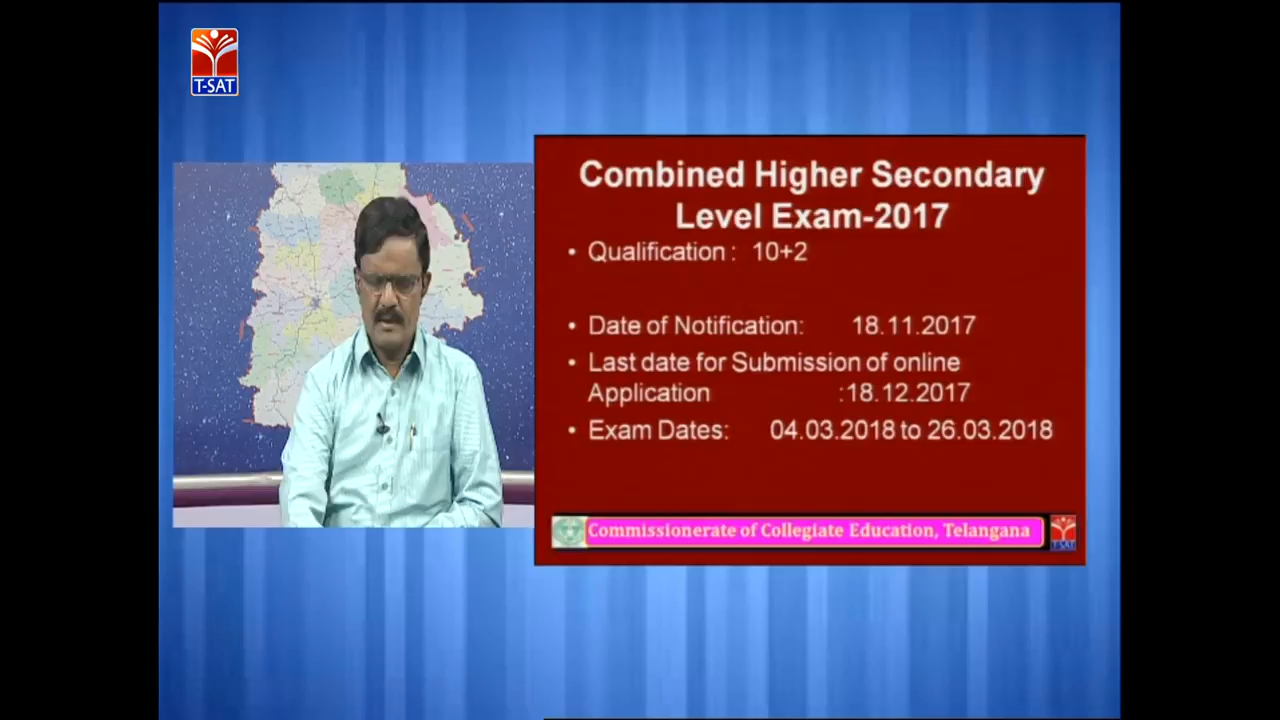 T-SAT
Combined Higher Secondary
Level Exam-2017
• Qualification : 10+2
• Date of Notification: 18.11.2017
• Last date for Submission of online
Application :18.12.2017
• Exam Dates: 04.03.2018 to 26.03.2018
Commissionerate of Collegiate Education, Telangana
T-SAT